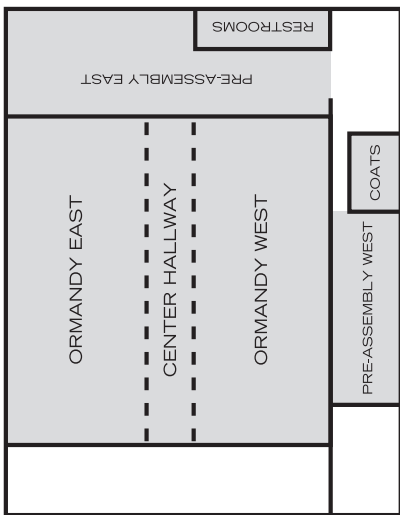 RESTROOMS
PRE-ASSEMBLY EAST
ORMANDY EAST
CENTER HALLWAY
ORMANDY WEST
COATS
PRE-ASSEMBLY WEST